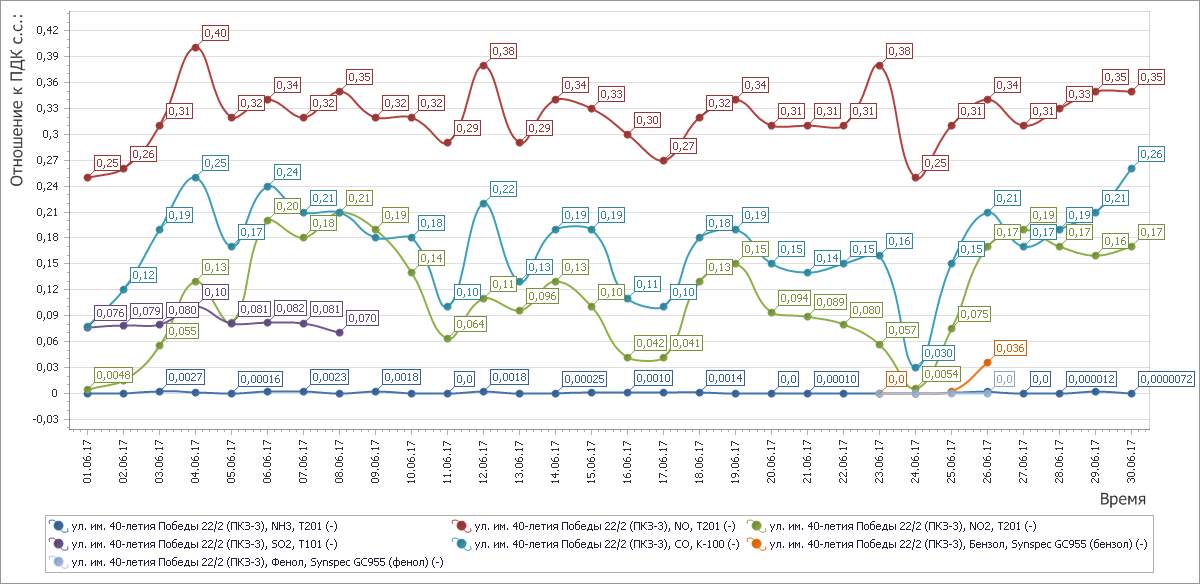 Отношение к ПДК с.с.:
0,42
0,39
0,36
0,33
0,3
0,27
0,24
0,21
0,18
0,15
0,12
0,09
0,06
0,03
0
-0,03
0,25 0,26 0,31 0,40 0,32 0,34 0,32 0,35 0,32 0,32 0,29 0,38 0,29 0,34 0,33 0,30 0,27 0,32 0,34 0,31 0,31 0,31 0,38 0,25 0,31 0,34 0,31 0,33 0,35 0,35
0,12 0,19 0,25 0,17 0,24 0,21 0,18 0,10 0,22 0,13 0,19 0,19 0,11 0,10 0,18 0,19 0,15 0,14 0,15 0,16 0,030 0,15 0,21 0,17 0,19 0,21 0,26
0,0048 0,055 0,13 0,20 0,18 0,21 0,19 0,14 0,064 0,11 0,096 0,13 0,10 0,042 0,041 0,13 0,15 0,094 0,089 0,080 0,057 0,0054 0,075 0,17 0,19 0,17 0,16 0,17
0,076 0,079 0,080 0,10 0,081 0,082 0,081 0,070
0,0027 0,00016 0,0023 0,0018 0,0 0,0018 0,00025 0,0010 0,0014 0,0 0,00010 0,0 0,036 0,0 0,0 0,000012 0,0000072
01.06.17 02.06.17 03.06.17 04.06.17 05.06.17 06.06.17 07.06.17 08.06.17 09.06.17 10.06.17 11.06.17 12.06.17 13.06.17 14.06.17 15.06.17 16.06.17 17.06.17 18.06.17 19.06.17 20.06.17 21.06.17 22.06.17 23.06.17 24.06.17 25.06.17 26.06.17 27.06.17 28.06.17 29.06.17 30.06.17
Время
ул. им. 40-летия Победы 22/2 (ПКЗ-3), NH3, T201 (-) ул. им. 40-летия Победы 22/2 (ПКЗ-3), NO, T201 (-) ул. им. 40-летия Победы 22/2 (ПКЗ-3), NO2, T201 (-)
ул. им. 40-летия Победы 22/2 (ПКЗ-3), SO2, T101 (-) ул. им. 40-летия Победы 22/2 (ПКЗ-3), CO, K-100 (-) ул. им. 40-летия Победы 22/2 (ПКЗ-3), Бензол, Synspec GC955 (бензол) (-)
ул. им. 40-летия Победы 22/2 (ПКЗ-3), Фенол, Synspec GC955 (фенол) (-)